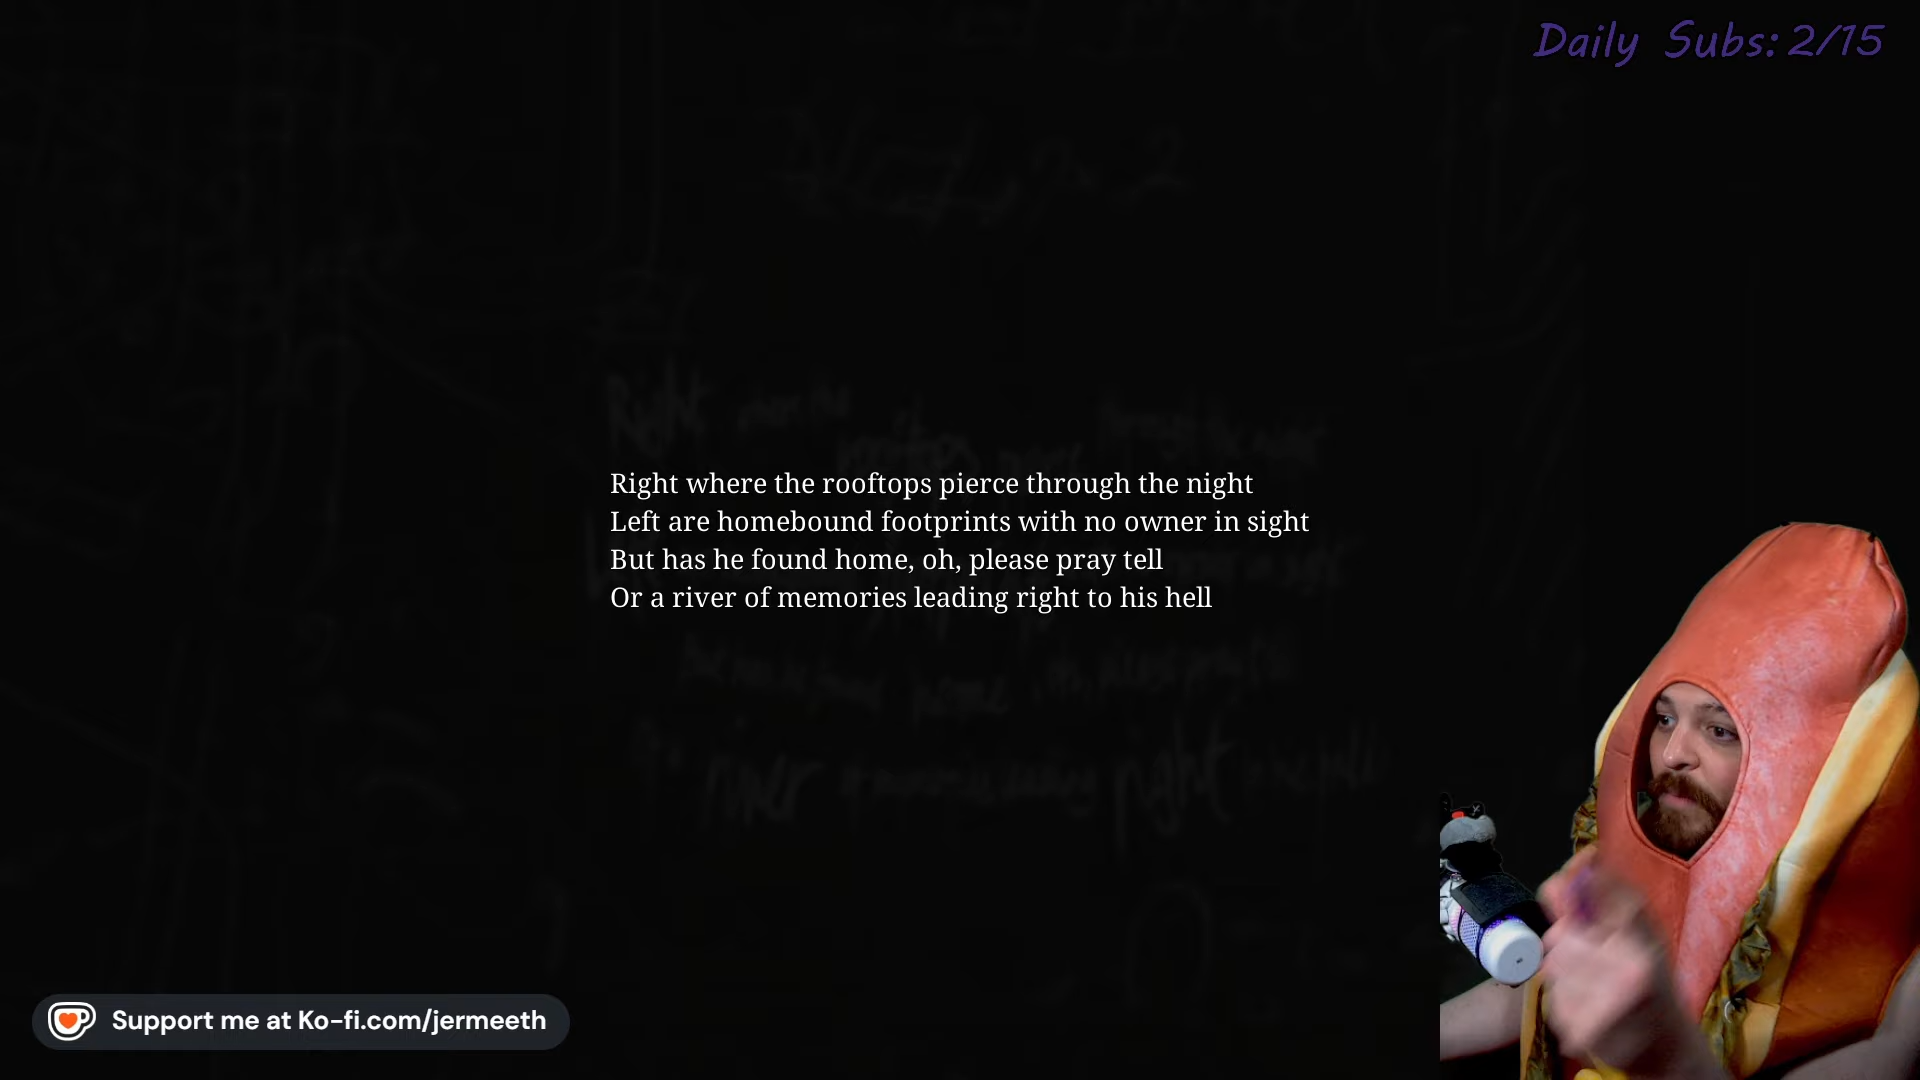 Daily Subs: 2/15
Right where the rooftops pierce through the night
Left are homebound footprints with no owner in sight
But has he found home, oh, please pray tell
Or a river of memories leading right to his hell
Support me at Ko-fi.com/jermeeth